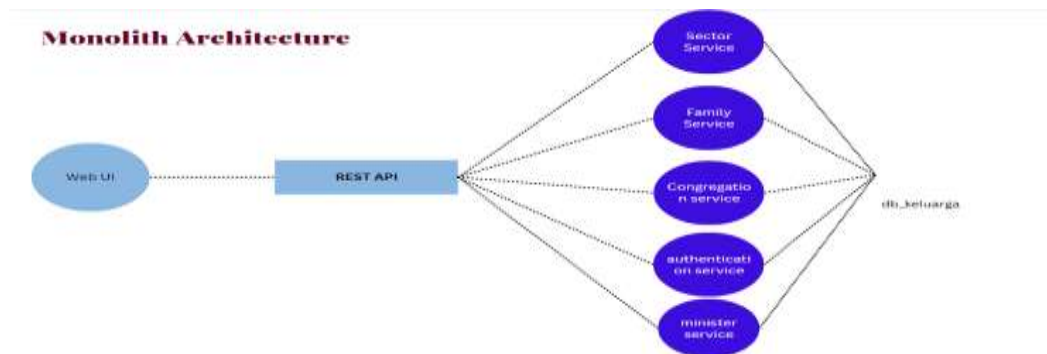 Monolith Architecture
Sector
Service
Family
Service
Web UI
REST API
Congregatio
n service
db_keluarga
authenticati
on service
minister
service